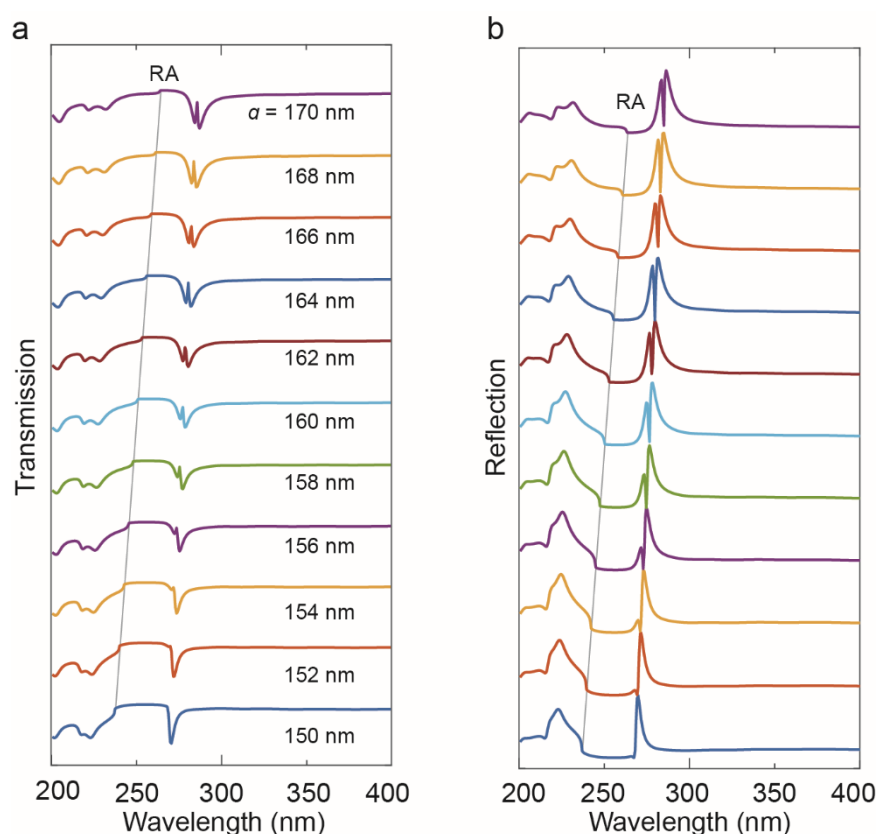 a
Transmission
RA
a = 170 nm
168 nm
166 nm
164 nm
162 nm
160 nm
158 nm
156 nm
154 nm
152 nm
150 nm
200 250 300 350 400
Wavelength (nm)
b
Reflection
RA
200 250 300 350 400
Wavelength (nm)